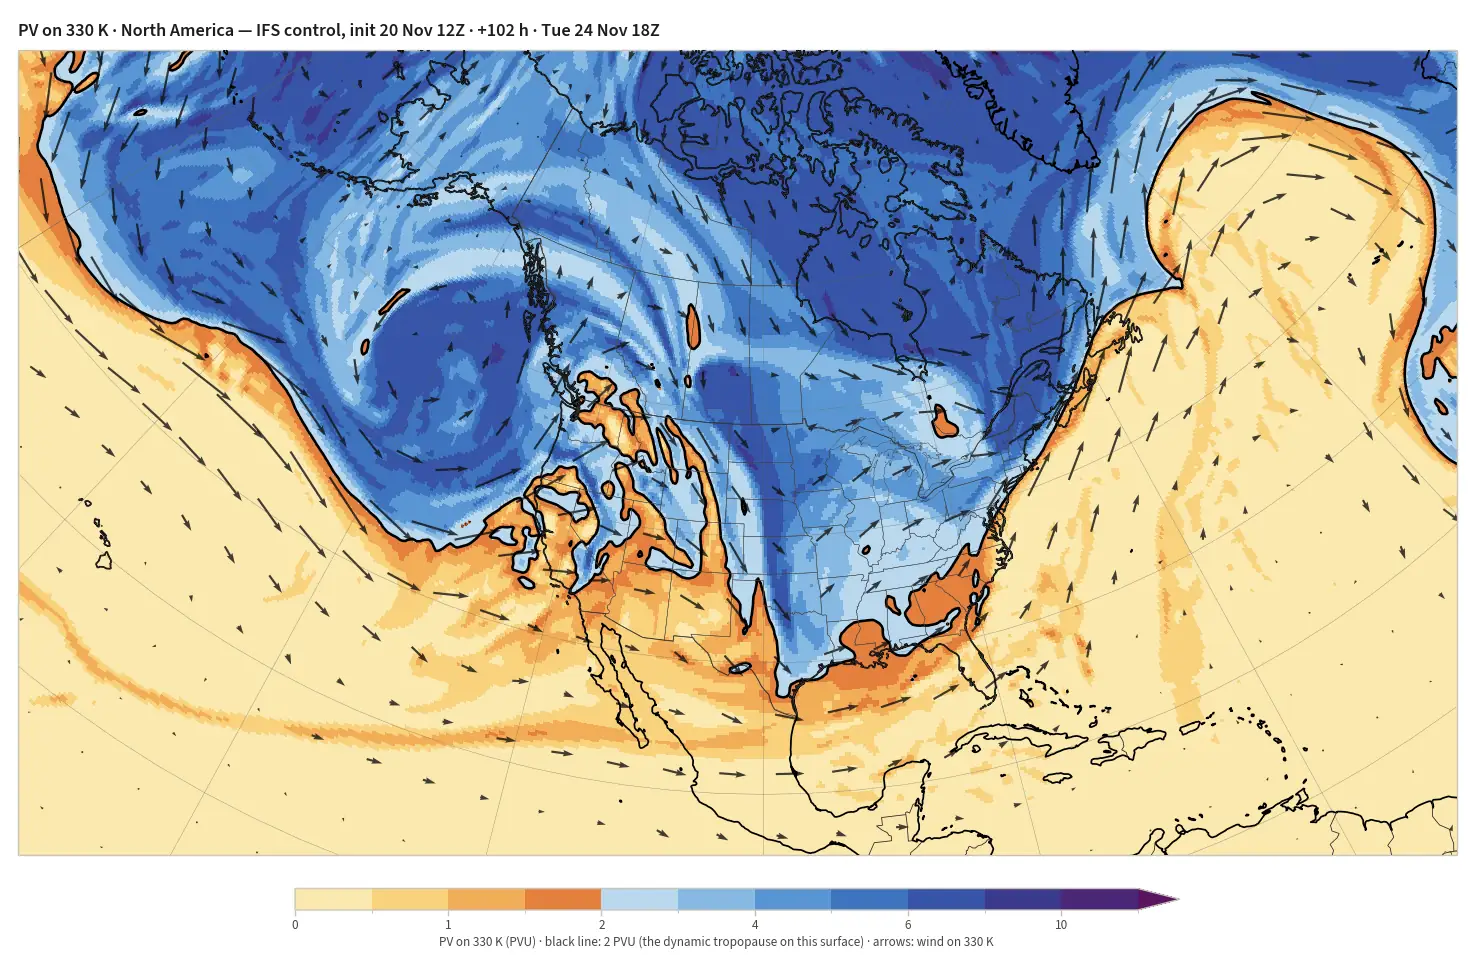 PV on 330 K · North America — IFS control, init 20 Nov 12Z · +102 h · Tue 24 Nov 18Z
0 1 2 4 6 10
PV on 330 K (PVU) · black line: 2 PVU (the dynamic tropopause on this surface) · arrows: wind on 330 K